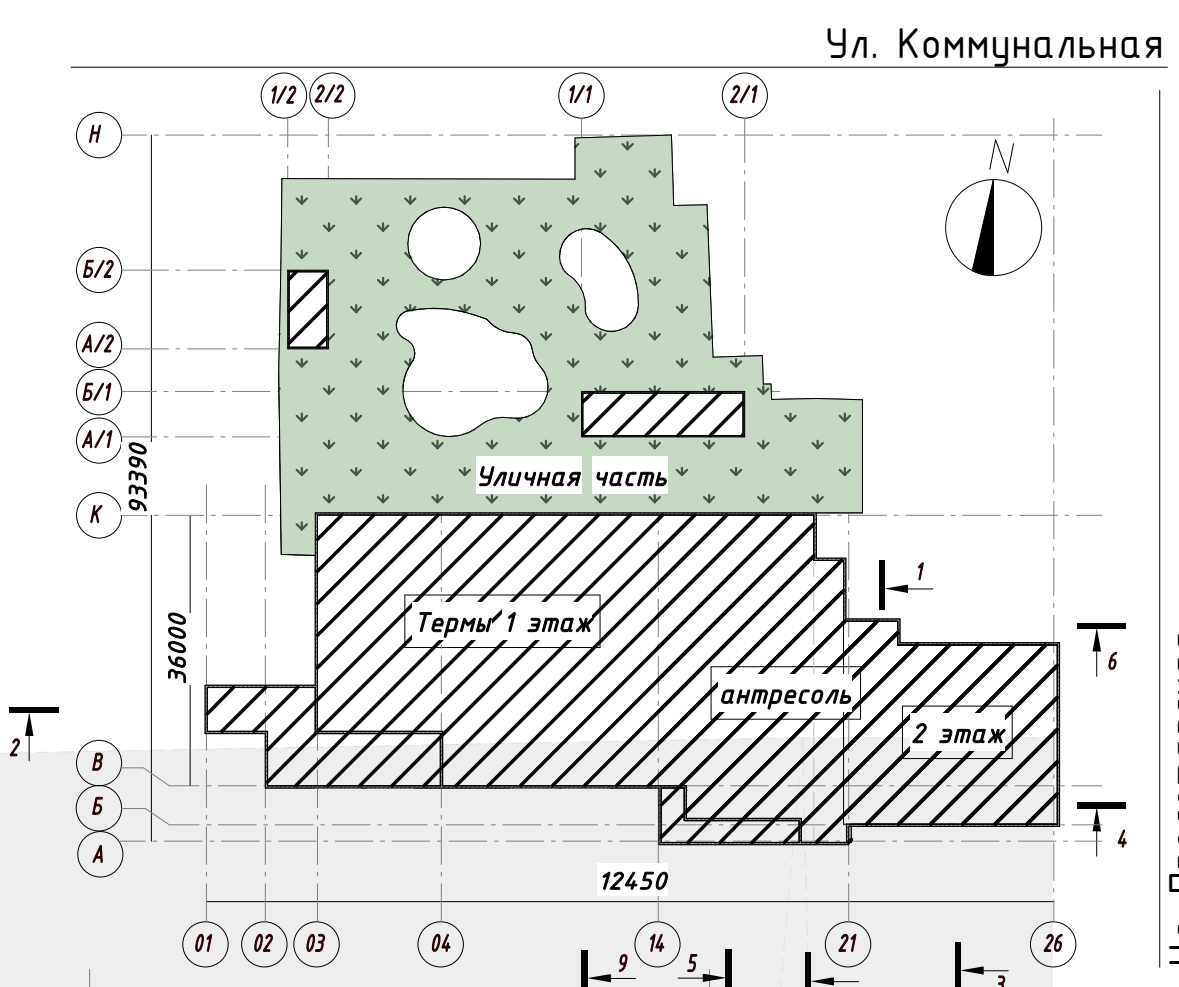 Ул. Коммунальная
1/2 2/2 1/1 2/1
Н
N
Б/2
А/2
Б/1
А/1
93390
Уличная часть
К
1
36000
Термы 1 этаж
6
антресоль
2 этаж
2
В
Б
А
4
12450
01 02 03 04 14 21 26
9 5 3